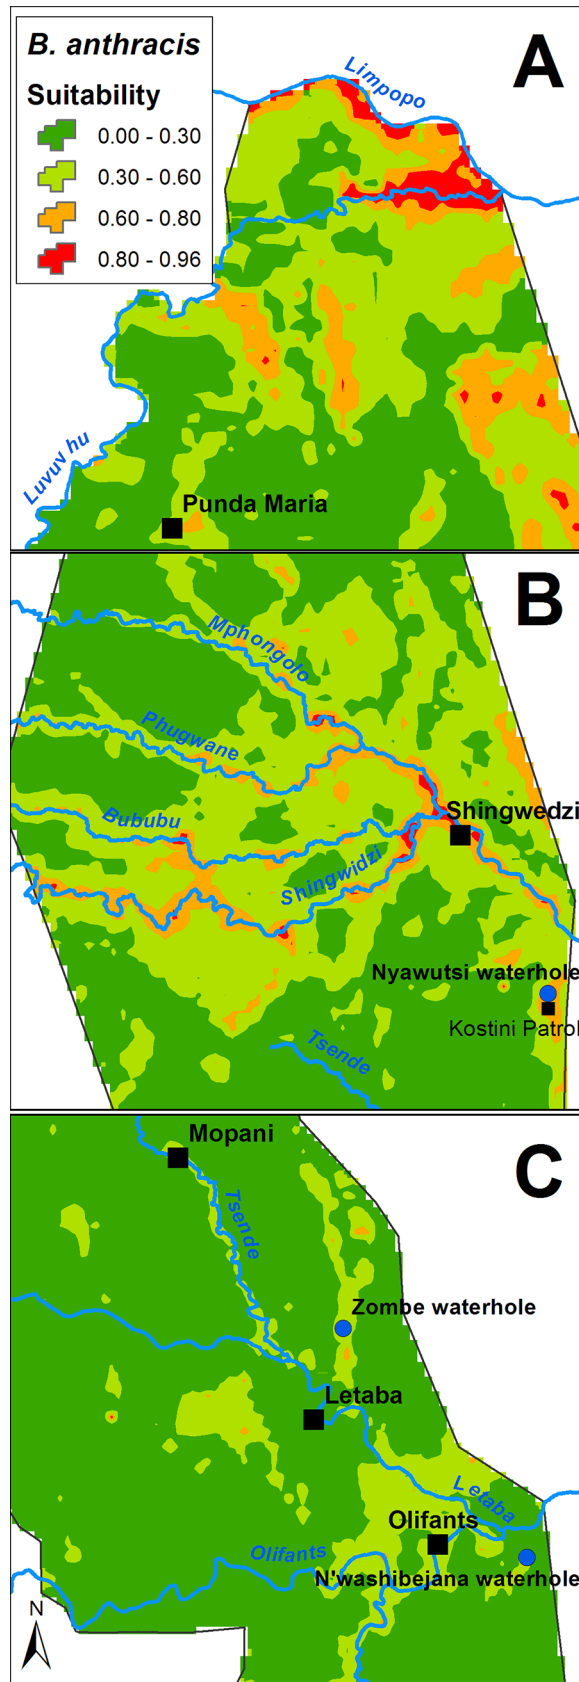 B. anthracis
Suitability
0.00 - 0.30
0.30 - 0.60
0.60 - 0.80
0.80 - 0.96
A
Limpopo
Luvuvhu
Punda Maria
B
Mphongolo
Phugwane
Bububu
Shingwedzi
Shingwidzi
Nyawutsi waterhole
Kostini Patrol
Tsende
C
Mopani
Tsende
Zombe waterhole
Letaba
Letaba
Olifants
Olifants
N'washibejana waterhole
N